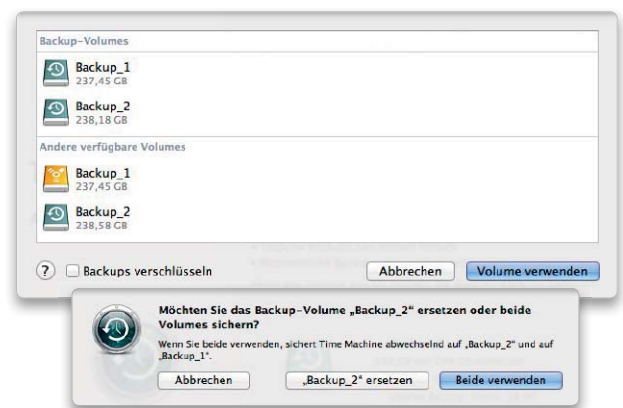 Backup-Volumes
Backup_1
237,45 GB
Backup_2
238,18 GB
Andere verfügbare Volumes
Backup_1
237,45 GB
Backup_2
238,58 GB
? Backups verschlüsseln Abbrechen Volume verwenden
Möchten Sie das Backup-Volume „Backup_2“ ersetzen oder beide
Volumes sichern?
Wenn Sie beide verwenden, sichert Time Machine abwechselnd auf „Backup_2“ und auf
„Backup_1“.
Abbrechen „Backup_2“ ersetzen Beide verwenden